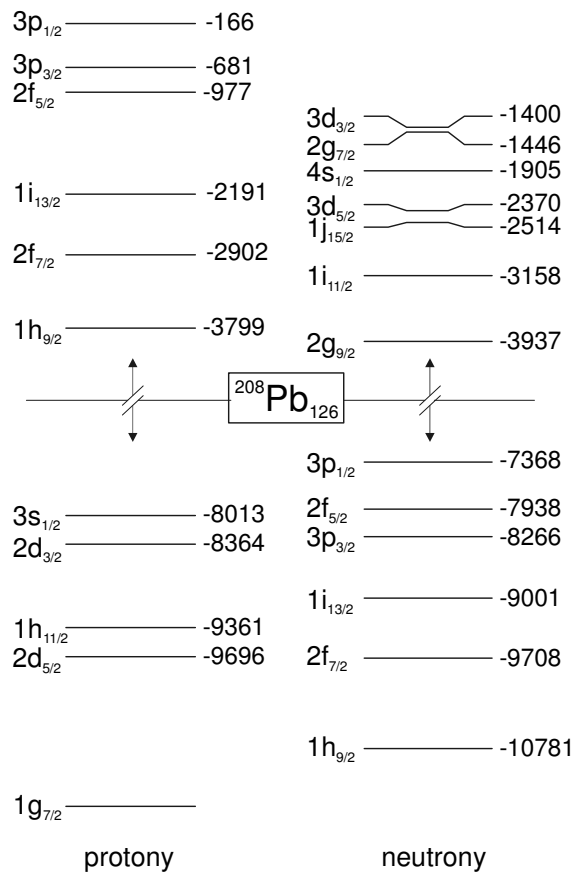 3p1/2 -166
3p3/2 -681
2f5/2 -977
1i13/2 -2191
2f7/2 -2902
1h9/2 -3799
3d3/2 -1400
2g7/2 -1446
4s1/2 -1905
3d5/2 -2370
1j15/2 -2514
1i11/2 -3158
2g9/2 -3937
208Pb126
3s1/2 -8013
2d3/2 -8364
1h11/2 -9361
2d5/2 -9696
1g7/2
3p1/2 -7368
2f5/2 -7938
3p3/2 -8266
1i13/2 -9001
2f7/2 -9708
1h9/2 -10781
protony
neutrony